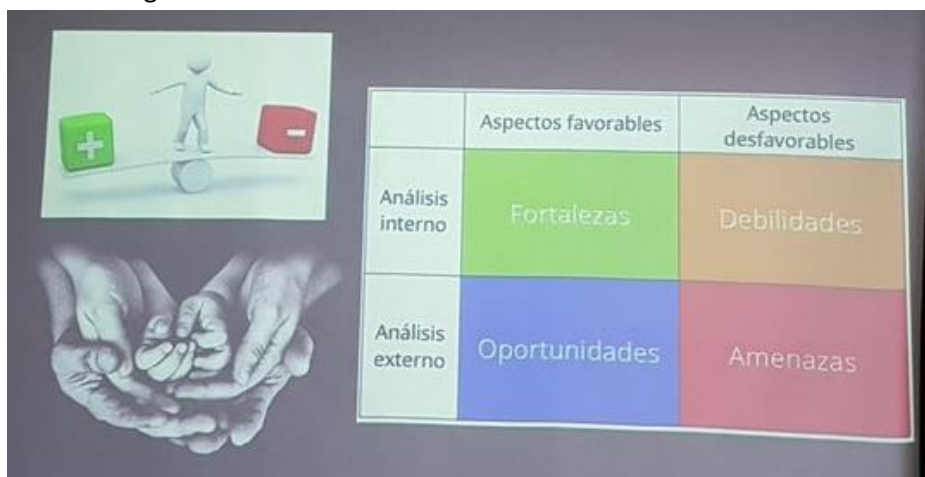 Aspectos favorables
Aspectos
desfavorables
Análisis
interno
Fortalezas
Debilidades
Análisis
externo
Oportunidades
Amenazas